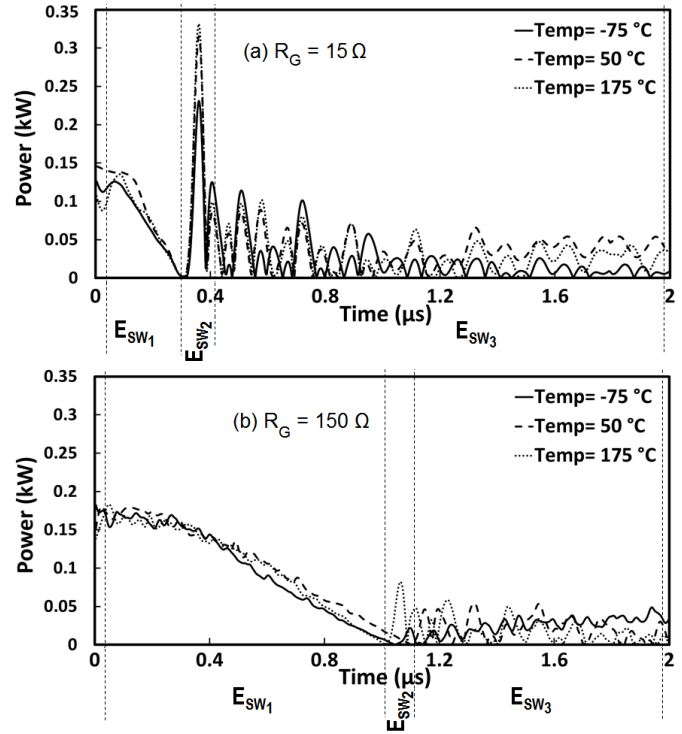 0.35
0.3
0.25
0.2
0.15
0.1
0.05
0
Power (kW)
(a) RG = 15 Ω
Temp= -75 °C
Temp= 50 °C
Temp= 175 °C
0 0.4 0.8 1.2 1.6 2
Time (μs)
ESW1
ESW2
ESW3
0.35
0.3
0.25
0.2
0.15
0.1
0.05
0
Power (kW)
(b) RG = 150 Ω
Temp= -75 °C
Temp= 50 °C
Temp= 175 °C
0 0.4 0.8 1.2 1.6 2
Time (μs)
ESW1
ESW2
ESW3